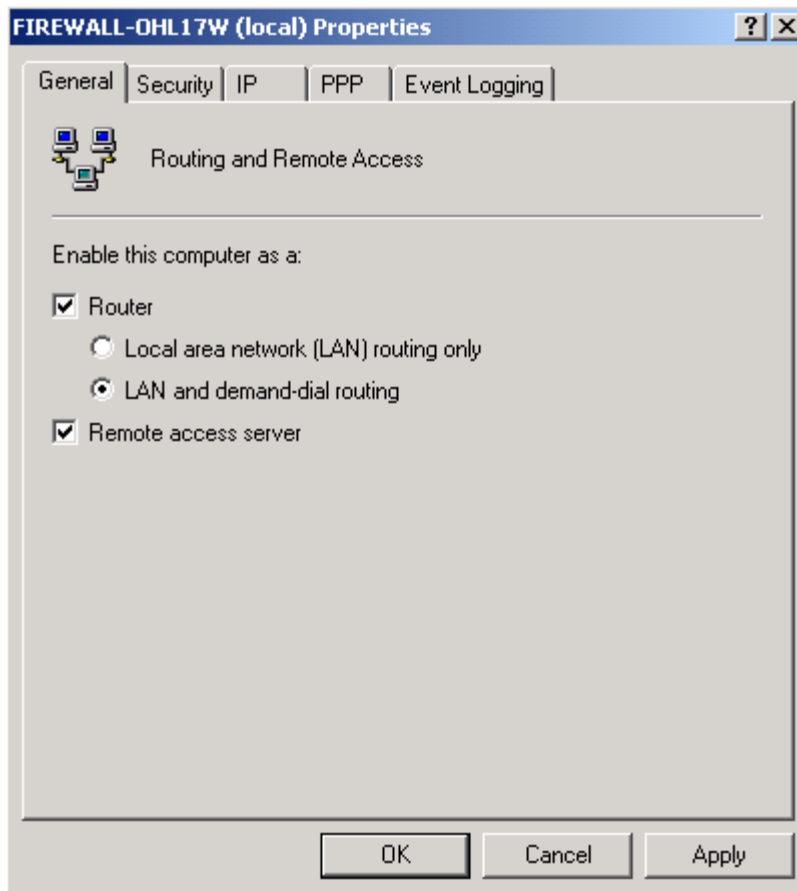 FIREWALL-OHL17W (local) Properties
General Security IP PPP Event Logging
Routing and Remote Access
Enable this computer as a:
Router
Local area network (LAN) routing only
LAN and demand-dial routing
Remote access server
OK Cancel Apply